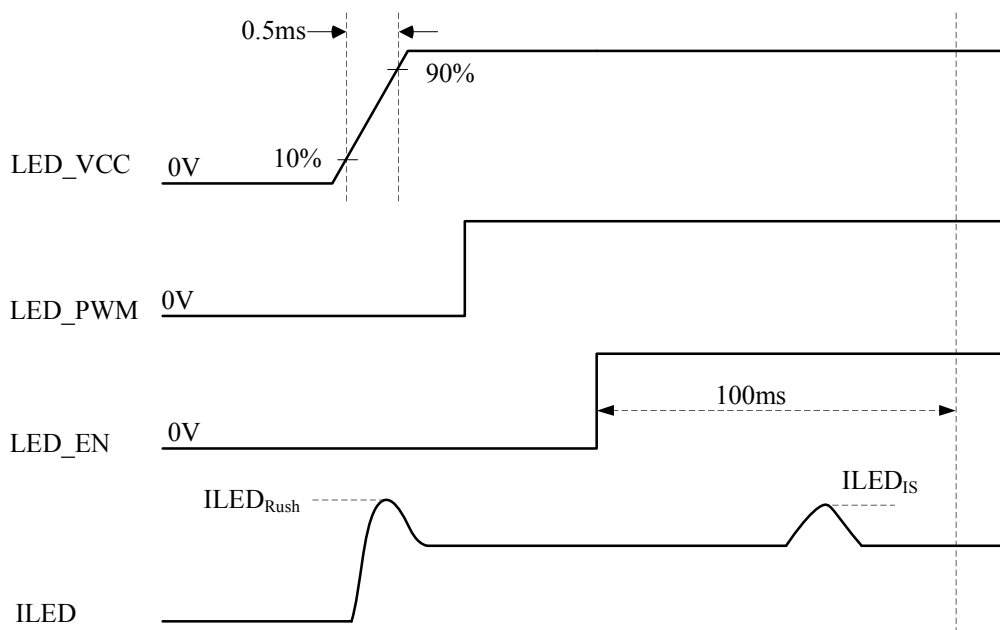 0.5ms
90%
10%
LED_VCC
0V
LED_PWM
0V
100ms
LED_EN
0V
ILEDRush
ILEDIS
ILED